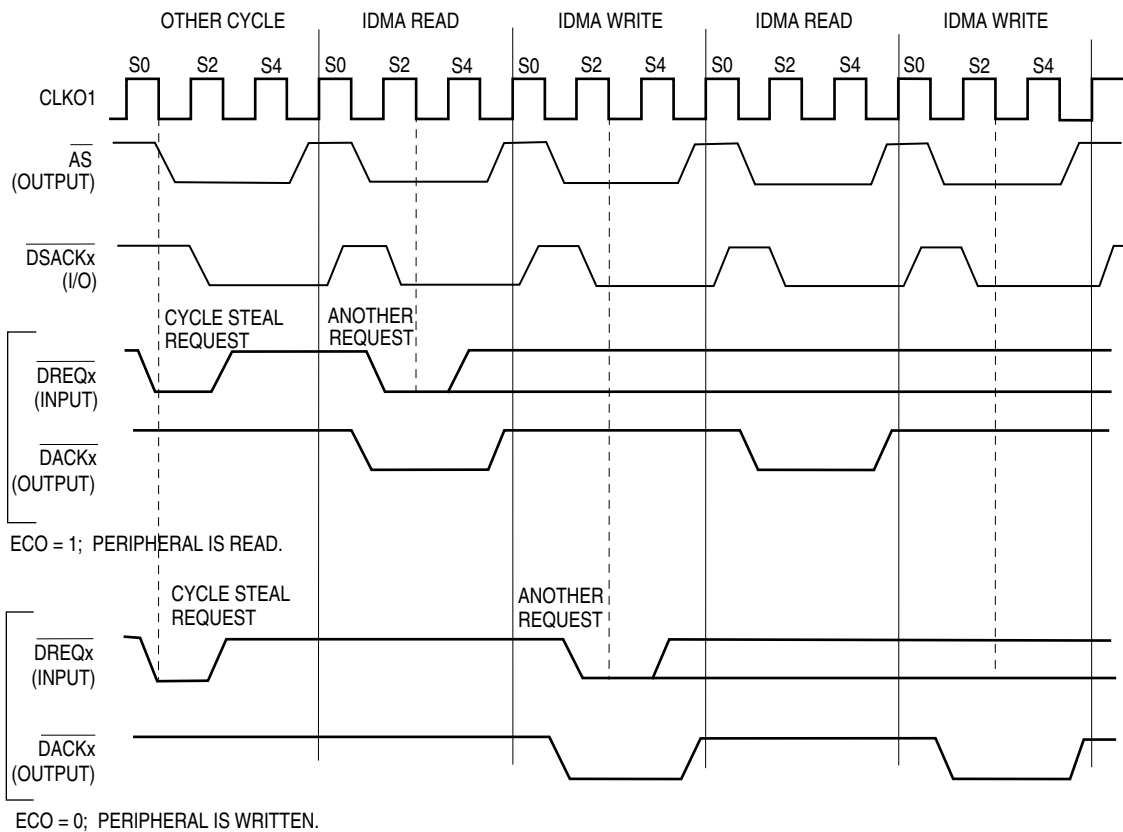 OTHER CYCLE IDMA READ IDMA WRITE IDMA READ IDMA WRITE
S0 S2 S4 S0 S2 S4 S0 S2 S4 S0 S2 S4 S0 S2 S4
CLKO1
AS
(OUTPUT)
DSACKx
(I/O)
CYCLE STEAL
REQUEST
ANOTHER
REQUEST
DREQx
(INPUT)
DACKx
(OUTPUT)
ECO = 1; PERIPHERAL IS READ.
CYCLE STEAL
REQUEST
ANOTHER
REQUEST
DREQx
(INPUT)
DACKx
(OUTPUT)
ECO = 0; PERIPHERAL IS WRITTEN.